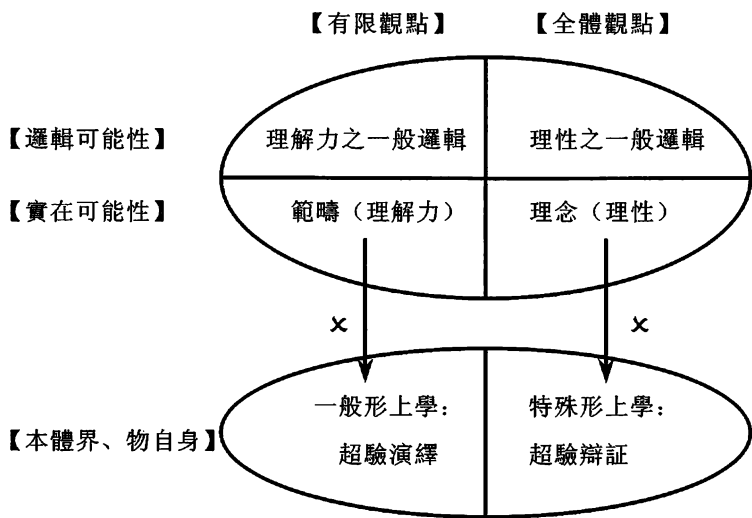 【有限觀點】 【全體觀點】
【邏輯可能性】 理解力之一般邏輯 理性之一般邏輯
【實在可能性】 範疇（理解力） 理念（理性）
× ×
一般形上學： 特殊形上學：
【本體界、物自身】
超驗演繹 超驗辯証